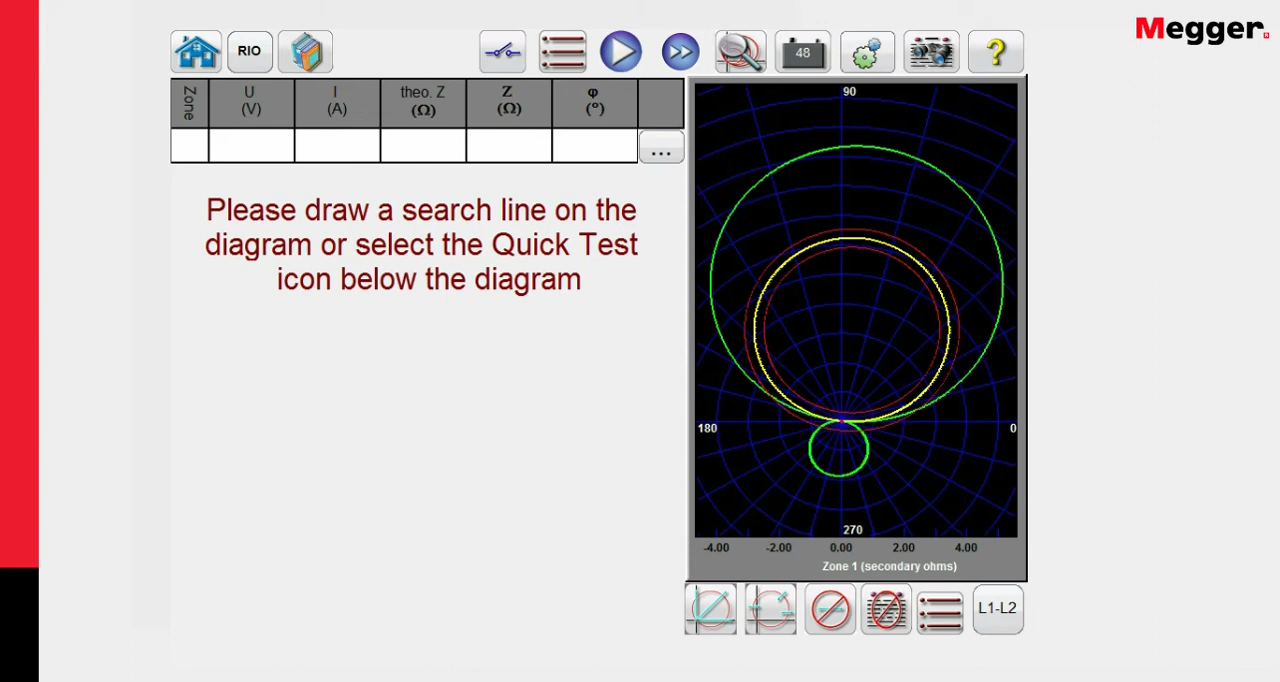 Megger.
RIO
48
?
Zone
U
(V)
I
(A)
theo. Z
(Ω)
Z
(Ω)
φ
(°)
...
Please draw a search line on the
diagram or select the Quick Test
icon below the diagram
90
180
0
270
-4.00 -2.00 0.00 2.00 4.00
Zone 1 (secondary ohms)
L1-L2